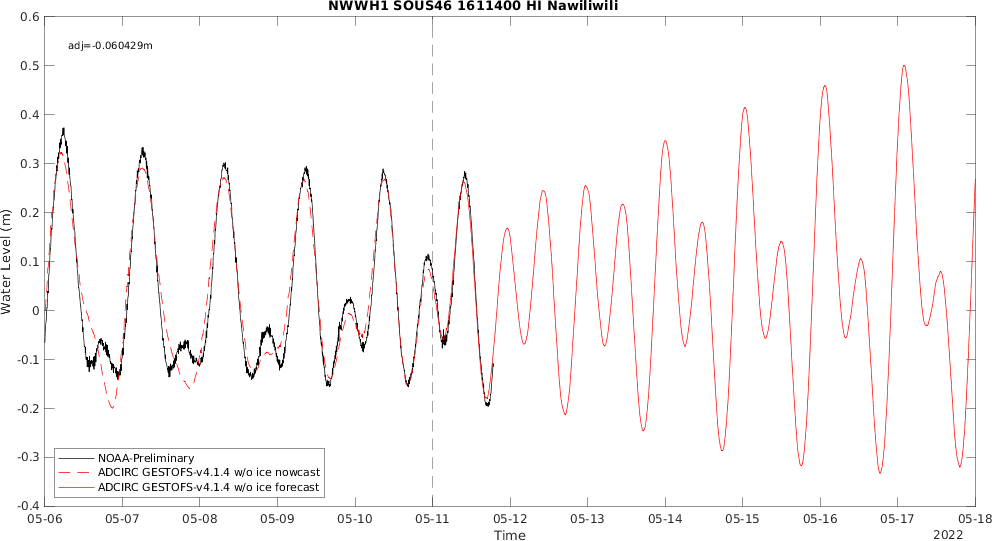 NWWH1 SOUS46 1611400 HI Nawiliwili
adj=-0.060429m
0.6
0.5
0.4
0.3
0.2
0.1
0
-0.1
-0.2
-0.3
-0.4
Water Level (m)
NOAA-Preliminary
ADCIRC GESTOFS-v4.1.4 w/o ice nowcast
ADCIRC GESTOFS-v4.1.4 w/o ice forecast
05-06 05-07 05-08 05-09 05-10 05-11 05-12 05-13 05-14 05-15 05-16 05-17 05-18
Time
2022